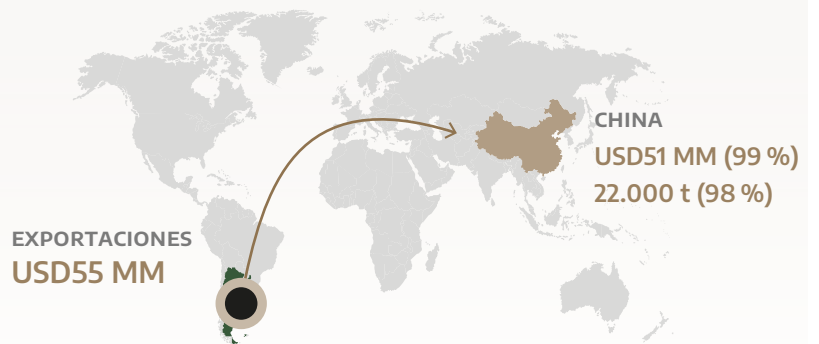 CHINA
USD51 MM (99 %)
22.000 t (98 %)
EXPORTACIONES
USD55 MM